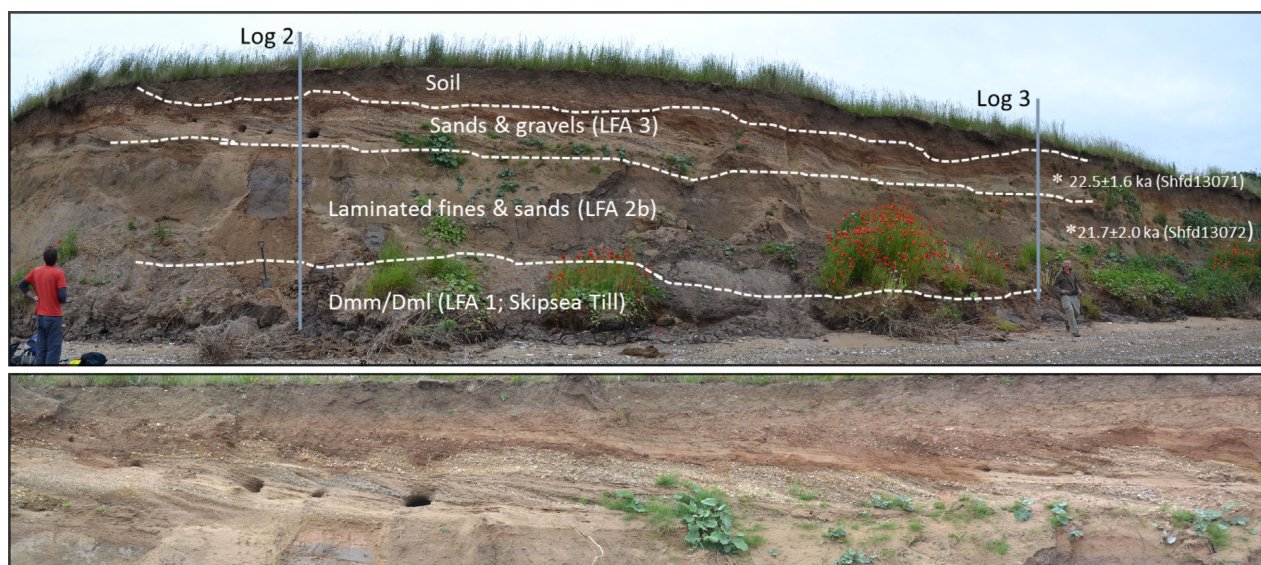 Log 2
Soil
Log 3
Sands & gravels (LFA 3)
* 22.5±1.6 ka (Shfd13071)
Laminated fines & sands (LFA 2b)
*21.7±2.0 ka (Shfd13072)
Dmm/Dml (LFA 1; Skipsea Till)